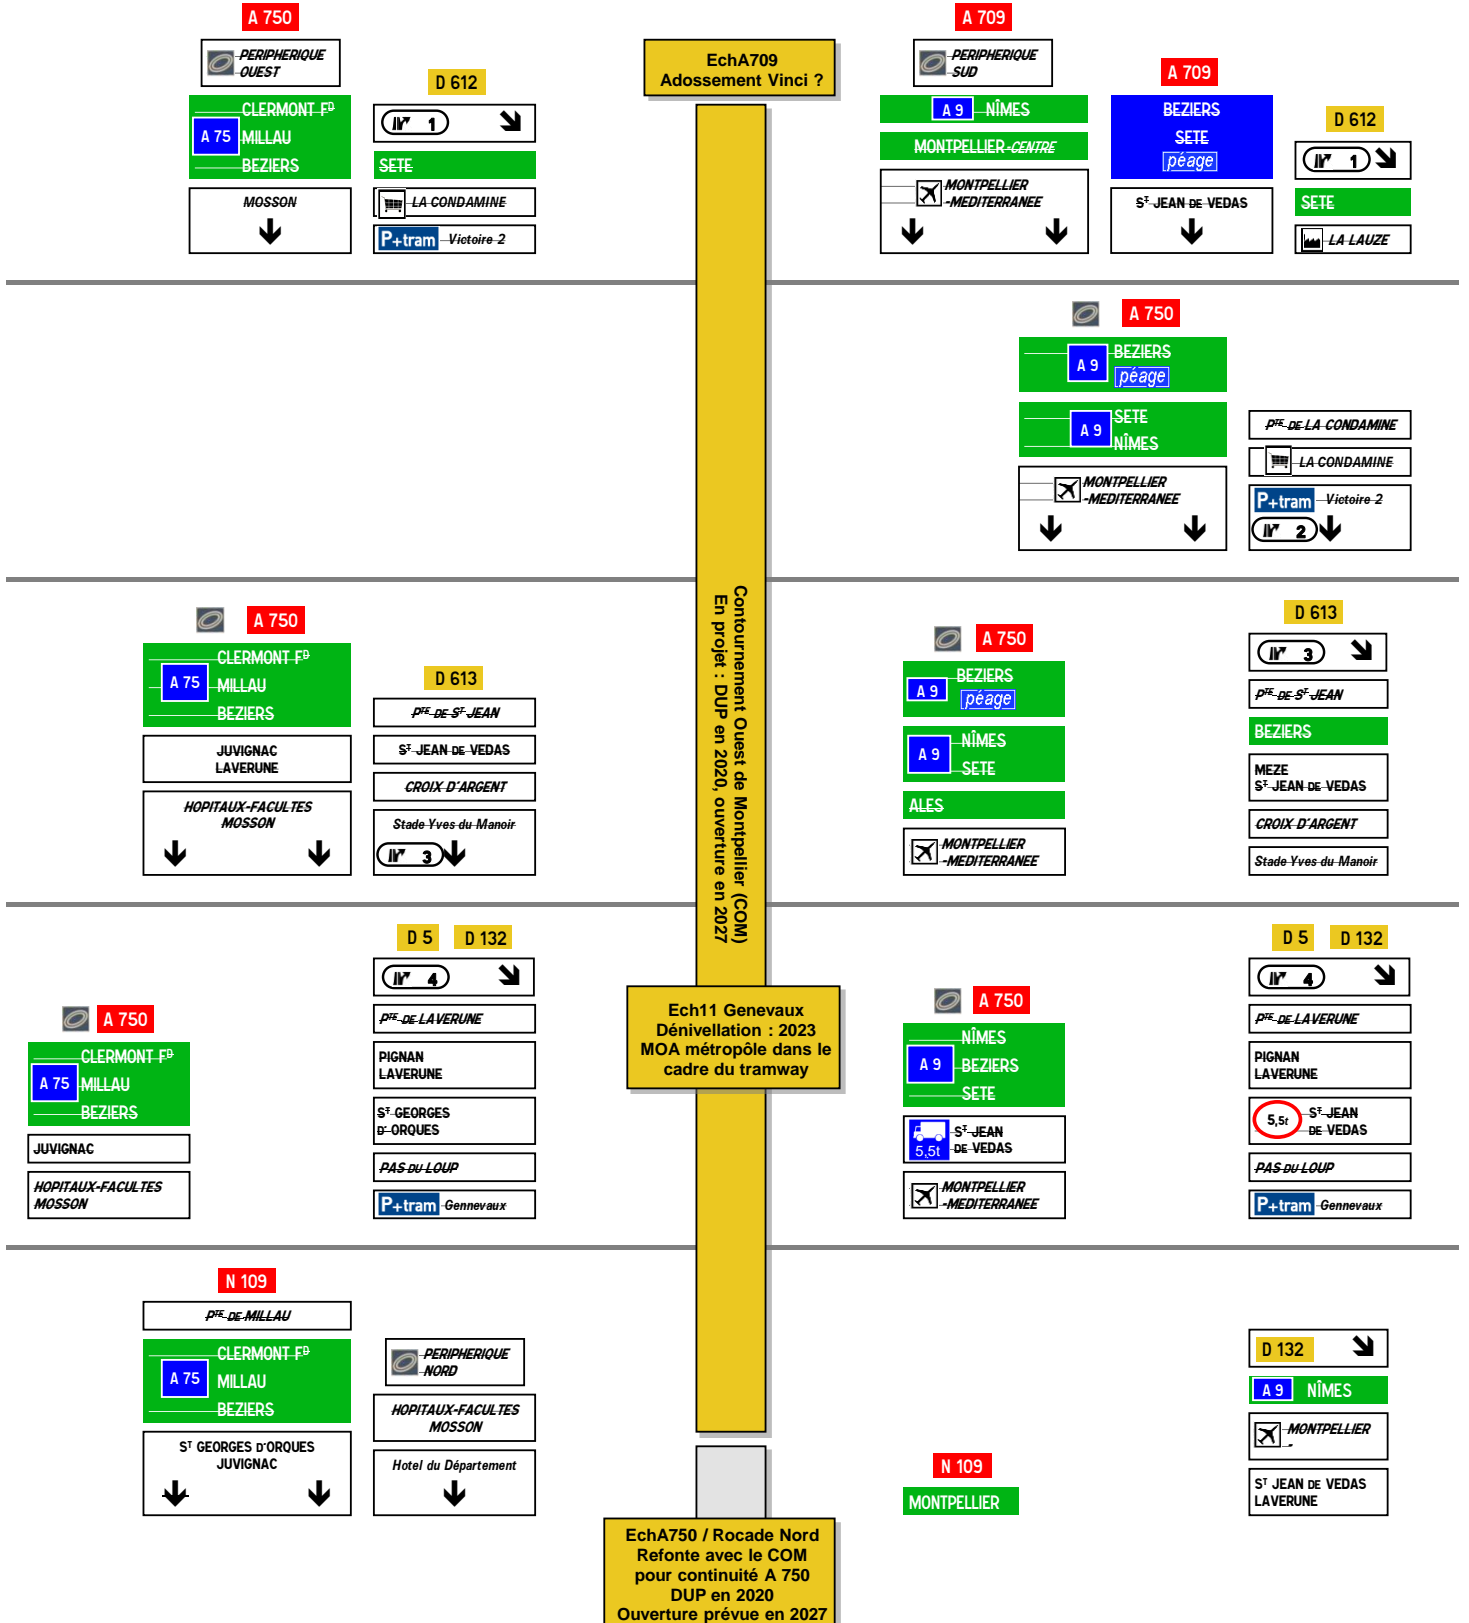 A 750
PERIPHERIQUE
OUEST
CLERMONT Fᴰ
A 75 MILLAU
BEZIERS
MOSSON
D 612
1
SETE
LA CONDAMINE
P+tram Victoire 2
EchA709
Adossement Vinci ?
A 709
PERIPHERIQUE
SUD
A 9 NÎMES
MONTPELLIER-CENTRE
MONTPELLIER
-MEDITERRANEE
A 709
BEZIERS
SETE
péage
Sᵀ JEAN DE VEDAS
D 612
1
SETE
LA LAUZE
A 750
BEZIERS
A 9
péage
SETE
A 9
NÎMES
MONTPELLIER
-MEDITERRANEE
Pᵀᴱ DE LA CONDAMINE
LA CONDAMINE
P+tram Victoire 2
2
Contournement Ouest de Montpellier (COM)
En projet : DUP en 2020, ouverture en 2027
A 750
CLERMONT Fᴰ
A 75 MILLAU
BEZIERS
JUVIGNAC
LAVERUNE
HOPITAUX-FACULTES
MOSSON
D 613
Pᵀᴱ DE Sᵀ JEAN
Sᵀ JEAN DE VEDAS
CROIX D'ARGENT
Stade Yves du Manoir
3
A 750
BEZIERS
A 9
péage
NÎMES
A 9
SETE
ALES
MONTPELLIER
-MEDITERRANEE
D 613
3
Pᵀᴱ DE Sᵀ JEAN
BEZIERS
MEZE
Sᵀ JEAN DE VEDAS
CROIX D'ARGENT
Stade Yves du Manoir
A 750
CLERMONT Fᴰ
A 75 MILLAU
BEZIERS
JUVIGNAC
HOPITAUX-FACULTES
MOSSON
D 5 D 132
4
Pᵀᴱ DE LAVERUNE
PIGNAN
LAVERUNE
Sᵀ GEORGES
D' ORQUES
PAS DU LOUP
P+tram Gennevaux
Ech11 Genevaux
Dénivellation : 2023
MOA métropôle dans le
cadre du tramway
A 750
NÎMES
A 9 BEZIERS
SETE
Sᵀ JEAN
5,5t DE VEDAS
MONTPELLIER
-MEDITERRANEE
D 5 D 132
4
Pᵀᴱ DE LAVERUNE
PIGNAN
LAVERUNE
5,5t Sᵀ JEAN
DE VEDAS
PAS DU LOUP
P+tram Gennevaux
N 109
Pᵀᴱ DE MILLAU
CLERMONT Fᴰ
A 75 MILLAU
BEZIERS
Sᵀ GEORGES D'ORQUES
JUVIGNAC
PERIPHERIQUE
NORD
HOPITAUX-FACULTES
MOSSON
Hotel du Département
N 109
MONTPELLIER
D 132
A 9 NÎMES
MONTPELLIER
-
Sᵀ JEAN DE VEDAS
LAVERUNE
EchA750 / Rocade Nord
Refonte avec le COM
pour continuité A 750
DUP en 2020
Ouverture prévue en 2027